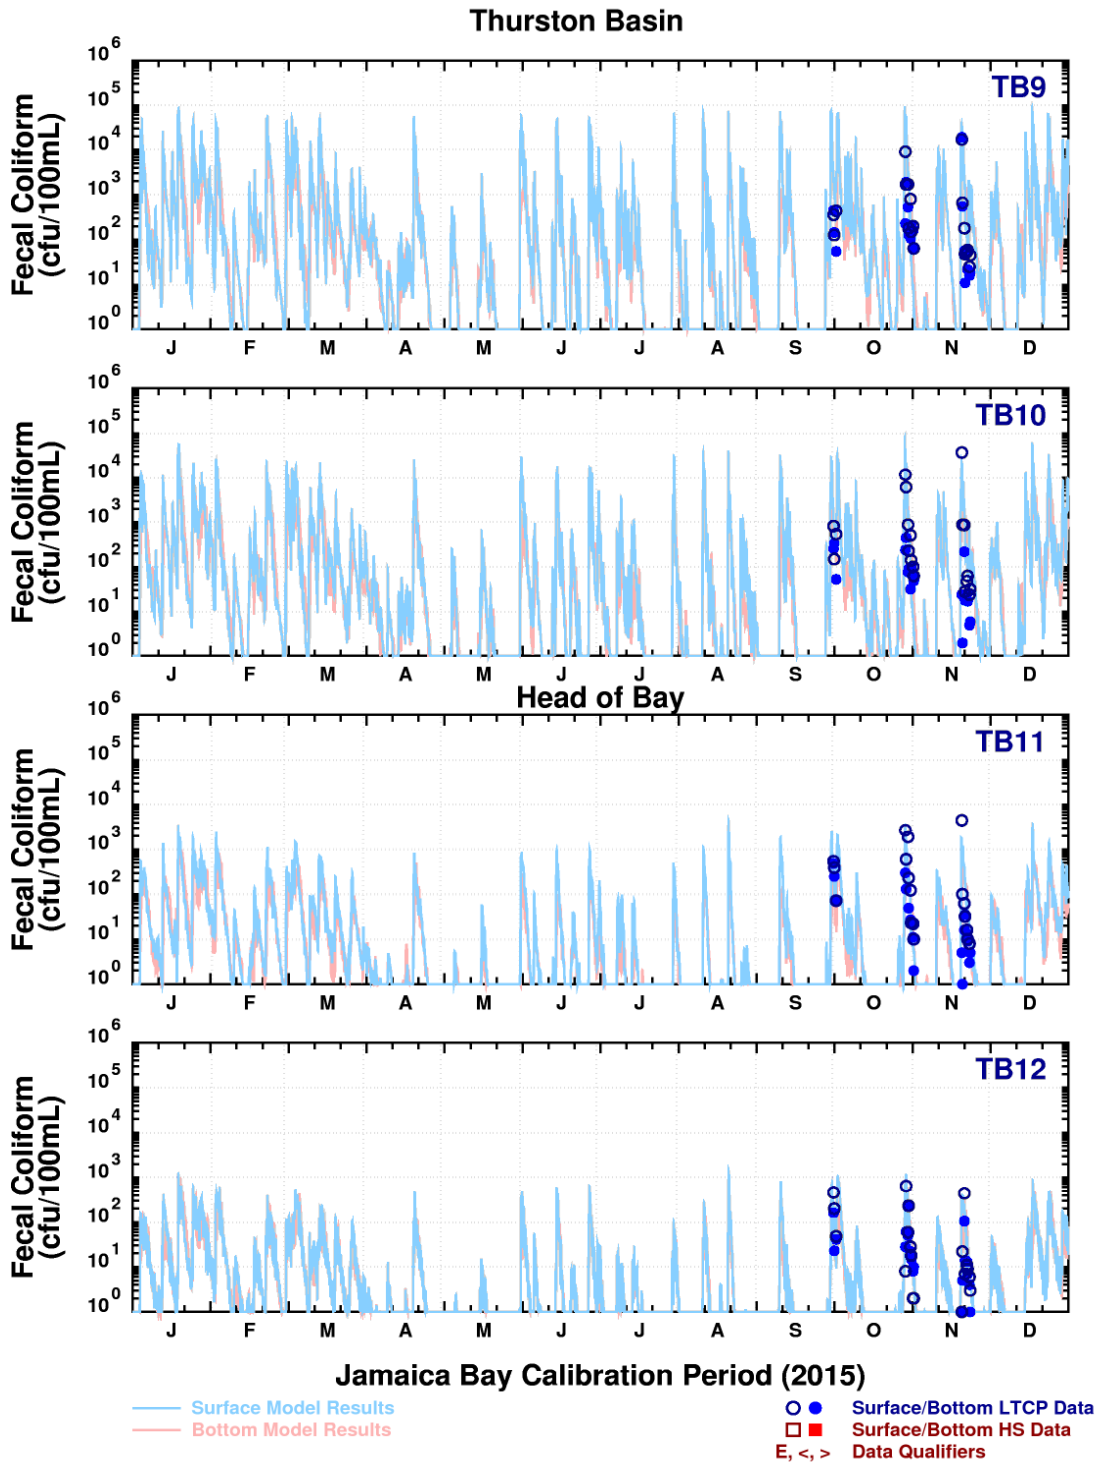 Thurston Basin
TB9
Fecal Coliform
(cfu/100mL)
10^6
10^5
10^4
10^3
10^2
10^1
10^0
J F M A M J J A S O N D
TB10
Fecal Coliform
(cfu/100mL)
10^6
10^5
10^4
10^3
10^2
10^1
10^0
J F M A M J J A S O N D
Head of Bay
TB11
Fecal Coliform
(cfu/100mL)
10^6
10^5
10^4
10^3
10^2
10^1
10^0
J F M A M J J A S O N D
TB12
Fecal Coliform
(cfu/100mL)
10^6
10^5
10^4
10^3
10^2
10^1
10^0
J F M A M J J A S O N D
Jamaica Bay Calibration Period (2015)
Surface Model Results
Bottom Model Results
Surface/Bottom LTCP Data
Surface/Bottom HS Data
E, <, > Data Qualifiers